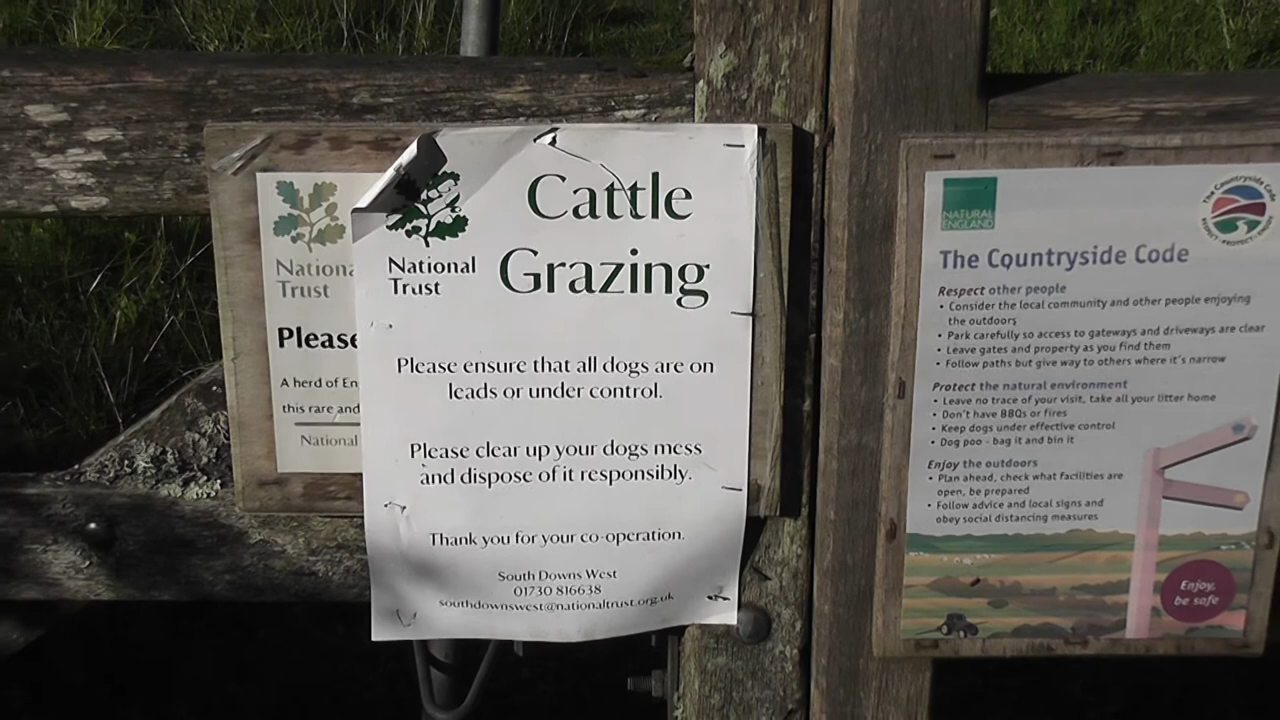 National
Trust
Please
A herd of En
this rare and
National
National
Trust
Cattle
Grazing
Please ensure that all dogs are on
leads or under control.
Please clear up your dogs mess
and dispose of it responsibly.
Thank you for your co-operation.
South Downs West
01730 816638
southdownswest@nationaltrust.org.uk
NATURAL
ENGLAND
The Countryside Code
RESPECT • PROTECT • ENJOY
The Countryside Code
Respect other people
• Consider the local community and other people enjoying
the outdoors
• Park carefully so access to gateways and driveways are clear
• Leave gates and property as you find them
• Follow paths but give way to others where it's narrow
Protect the natural environment
• Leave no trace of your visit, take all your litter home
• Don't have BBQs or fires
• Keep dogs under effective control
• Dog poo - bag it and bin it
Enjoy the outdoors
• Plan ahead, check what facilities are
open, be prepared
• Follow advice and local signs and
obey social distancing measures
Enjoy,
be safe